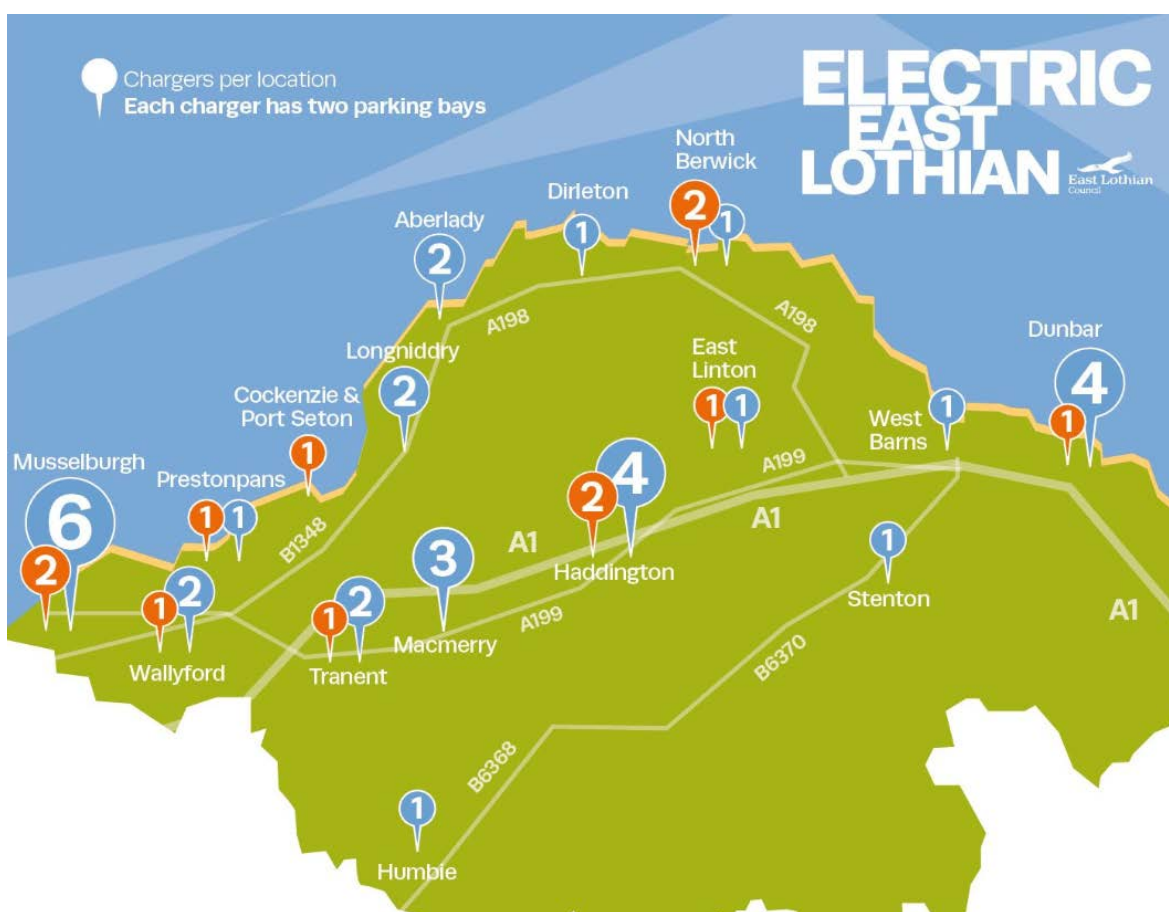 Chargers per location
Each charger has two parking bays
ELECTRIC
EAST
LOTHIAN
East Lothian
Council
North
Berwick
2
1
Dirleton
1
Aberlady
2
A198
A198
Longniddry
2
East
Linton
1
1
Dunbar
4
1
West
Barns
1
Cockenzie &
Port Seton
1
Musselburgh
6
2
Prestonpans
1
1
B1348
Haddington
2
4
A199
A1
A1
A1
Wallyford
1
2
Tranent
1
2
Macmerry
3
A199
Stenton
1
B6370
B6368
Humbie
1